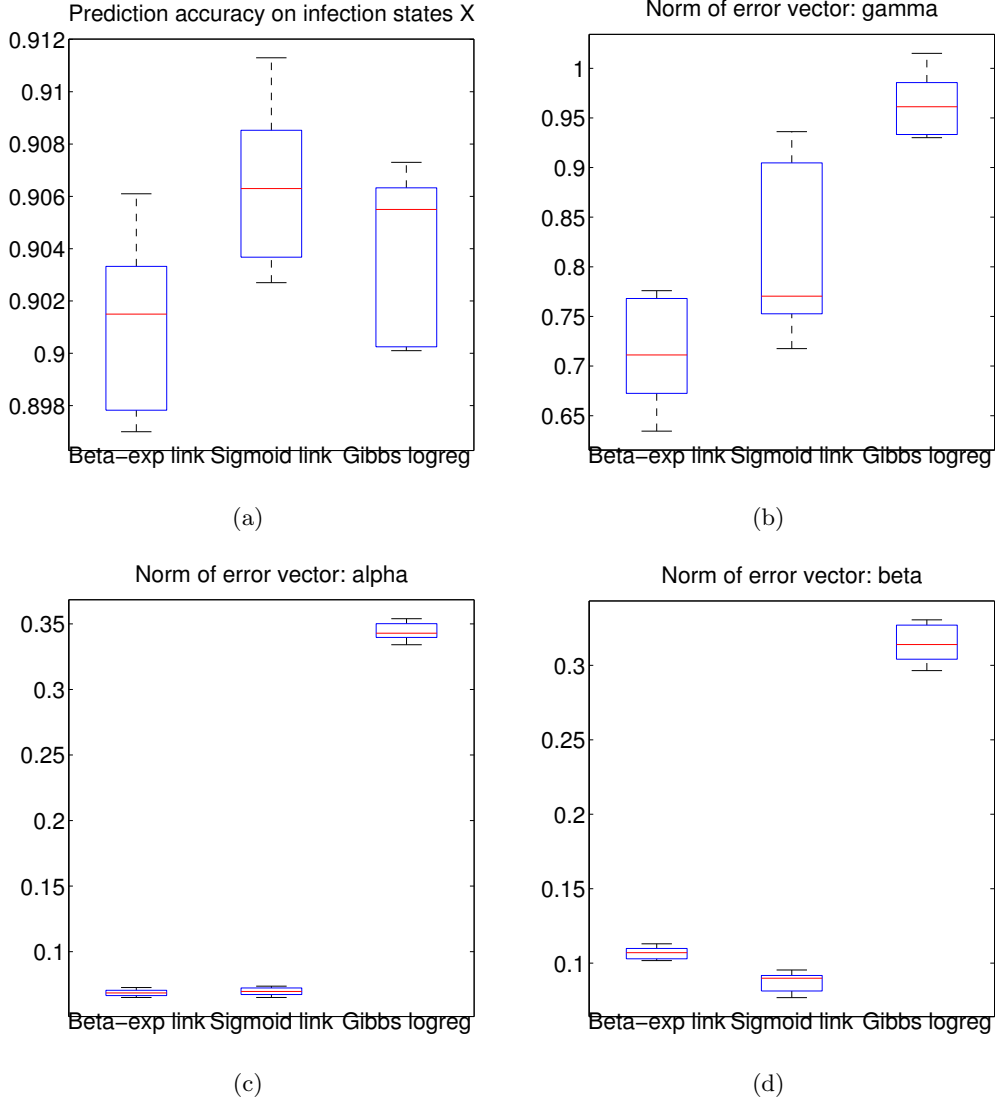 Prediction accuracy on infection states X
0.912
0.91
0.908
0.906
0.904
0.902
0.9
0.898
Beta−exp link Sigmoid link Gibbs logreg
(a)
Norm of error vector: gamma
1
0.95
0.9
0.85
0.8
0.75
0.7
0.65
Beta−exp link Sigmoid link Gibbs logreg
(b)
Norm of error vector: alpha
0.35
0.3
0.25
0.2
0.15
0.1
Beta−exp link Sigmoid link Gibbs logreg
(c)
Norm of error vector: beta
0.3
0.25
0.2
0.15
0.1
Beta−exp link Sigmoid link Gibbs logreg
(d)